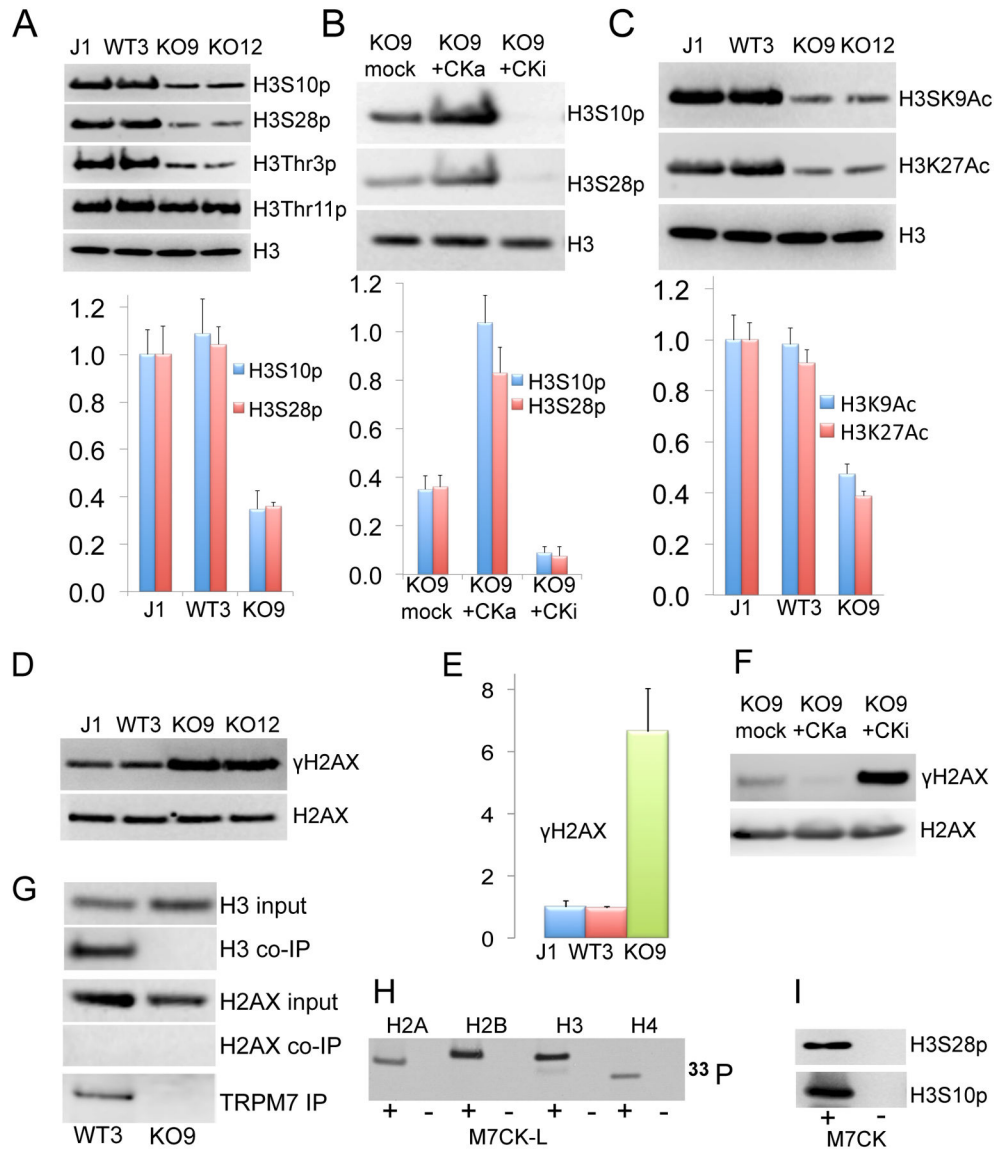 A
J1 WT3 KO9 KO12
H3S10p
H3S28p
H3Thr3p
H3Thr11p
H3
1.2
1.0
0.8
0.6
0.4
0.2
0.0
H3S10p
H3S28p
J1 WT3 KO9
B
KO9 KO9 KO9
mock +CKa +CKi
H3S10p
H3S28p
H3
1.2
1.0
0.8
0.6
0.4
0.2
0.0
H3S10p
H3S28p
KO9 KO9 KO9
mock +CKa +CKi
C
J1 WT3 KO9 KO12
H3SK9Ac
H3K27Ac
H3
1.2
1.0
0.8
0.6
0.4
0.2
0.0
H3K9Ac
H3K27Ac
J1 WT3 KO9
D
J1 WT3 KO9 KO12
γH2AX
H2AX
E
8
6
4
2
0
γH2AX
J1 WT3 KO9
F
KO9 KO9 KO9
mock +CKa +CKi
γH2AX
H2AX
G
H3 input
H3 co-IP
H2AX input
H2AX co-IP
TRPM7 IP
WT3 KO9
H
H2A H2B H3 H4
33 P
+ - + - + - + -
M7CK-L
I
H3S28p
H3S10p
+ -
M7CK